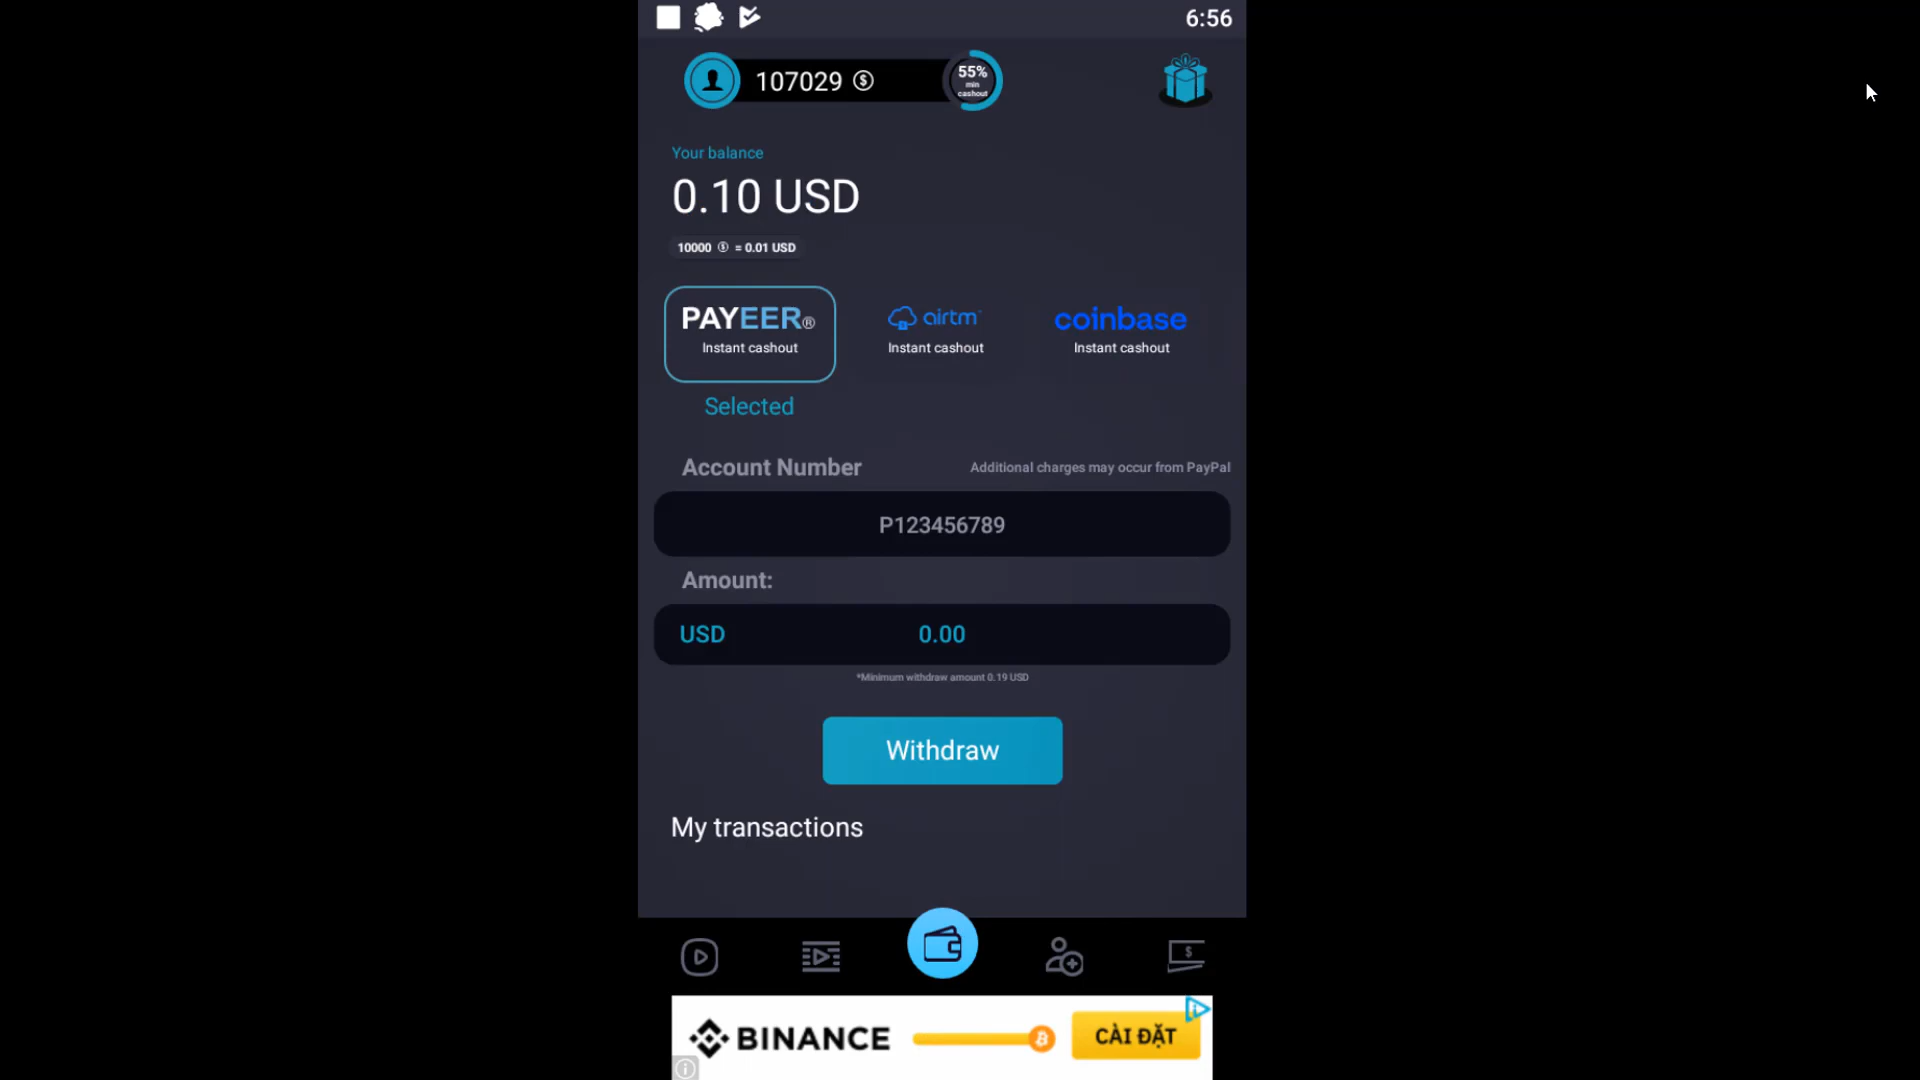 6:56
107029
55%
min
cashout
Your balance
0.10 USD
10000 = 0.01 USD
PAYEER®
Instant cashout
airtm
Instant cashout
coinbase
Instant cashout
Selected
Account Number
Additional charges may occur from PayPal
P123456789
Amount:
USD 0.00
*Minimum withdraw amount 0.19 USD
Withdraw
My transactions
BINANCE
CÀI ĐẶT